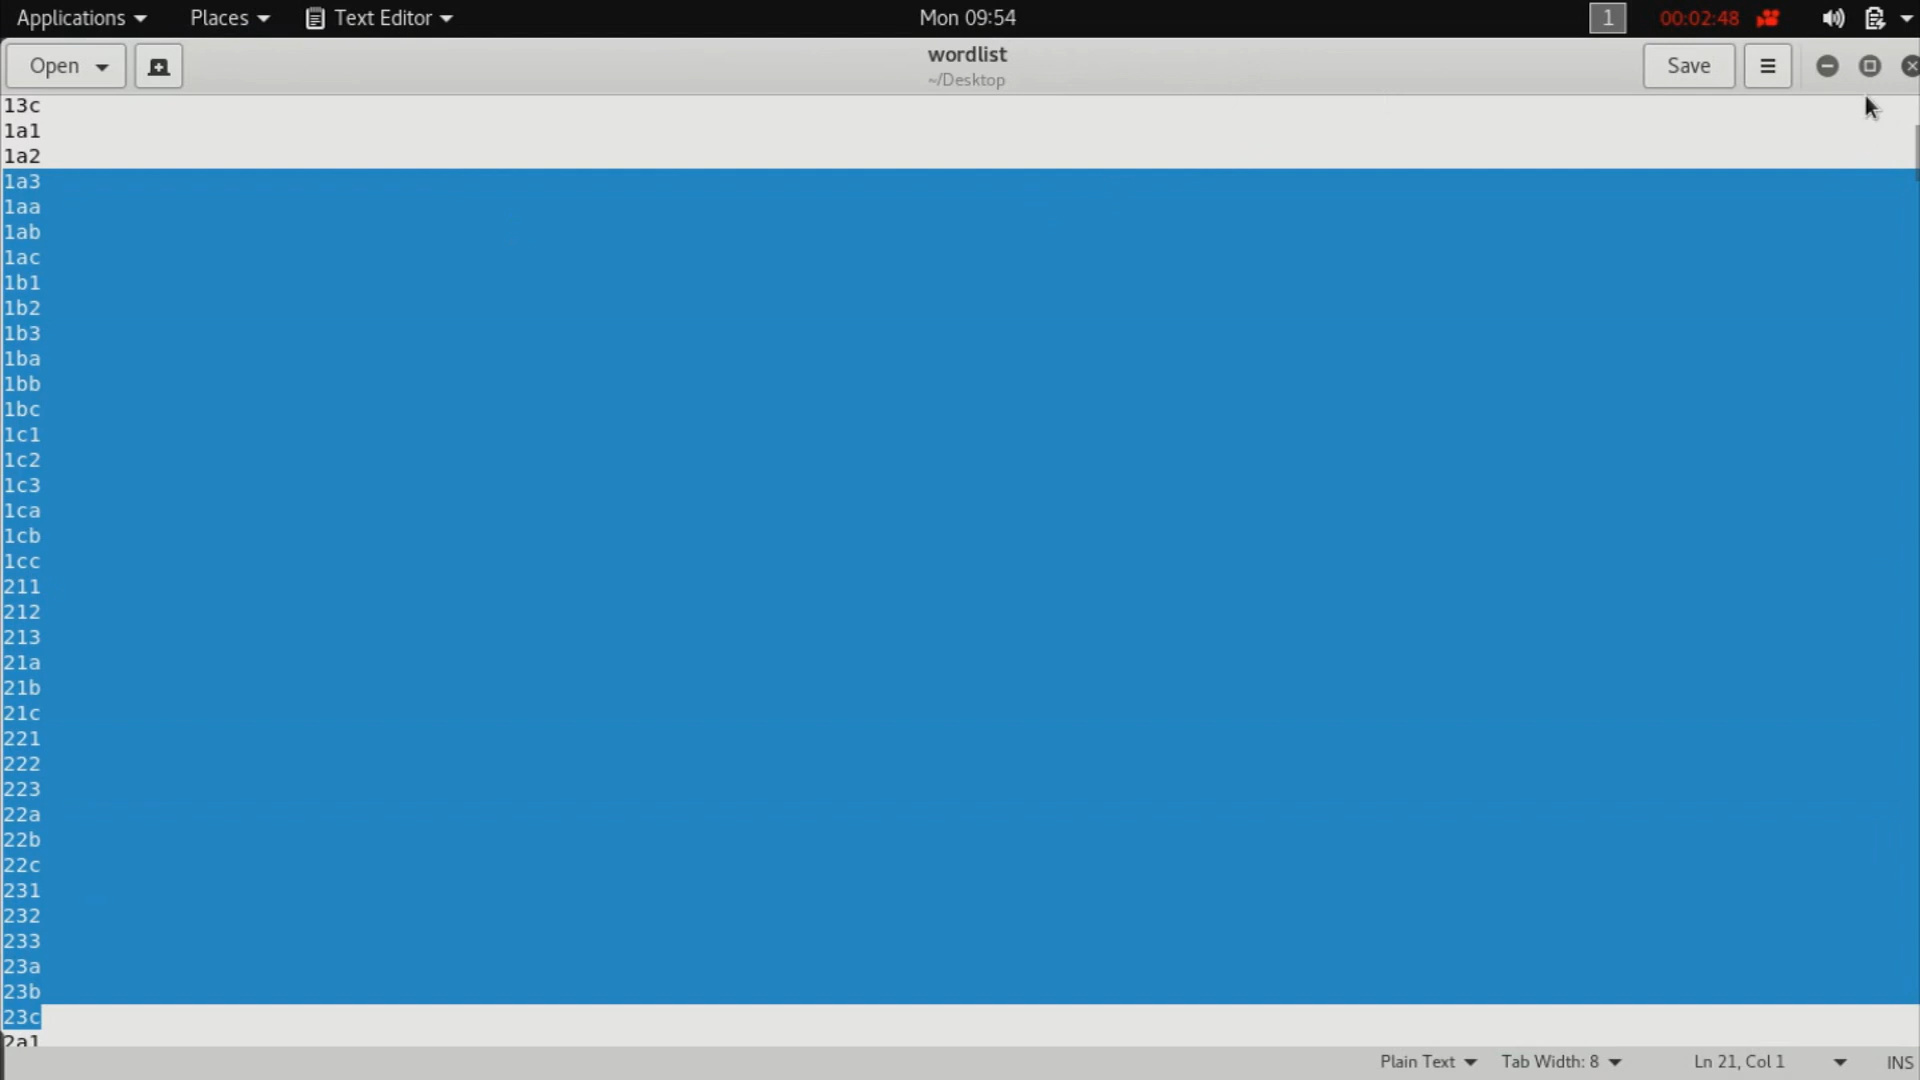 Applications Places Text Editor Mon 09:54 1 00:02:48
Open wordlist Save
~/Desktop
13c
1a1
1a2
1a3
1aa
1ab
1ac
1b1
1b2
1b3
1ba
1bb
1bc
1c1
1c2
1c3
1ca
1cb
1cc
211
212
213
21a
21b
21c
221
222
223
22a
22b
22c
231
232
233
23a
23b
23c
2a1
Plain Text Tab Width: 8 Ln 21, Col 1 INS